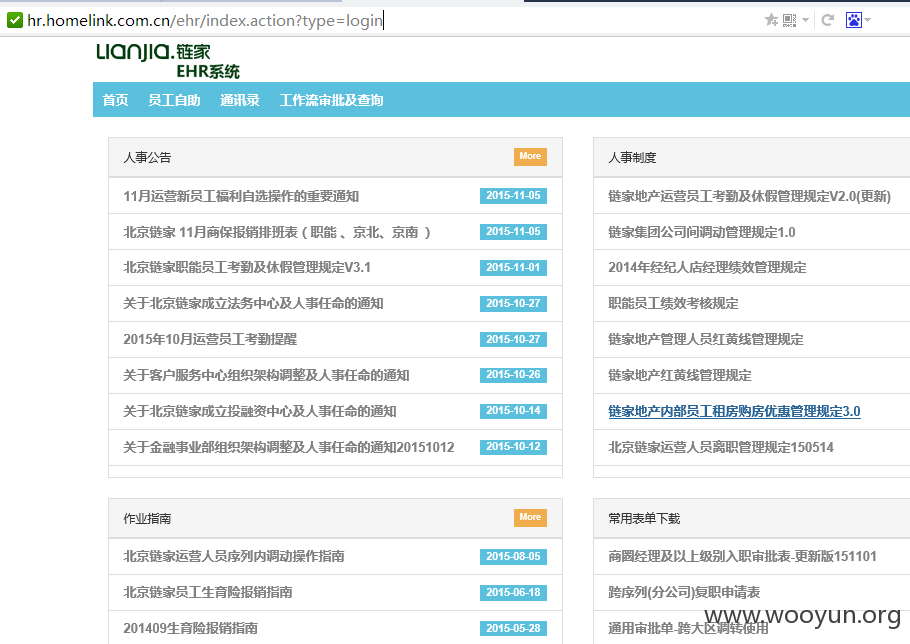 hr.homelink.com.cn/ehr/index.action?type=login
LIANJIA.链家
EHR系统
首页 员工自助 通讯录 工作流审批及查询
人事公告 More
11月运营新员工福利自选操作的重要通知 2015-11-05
北京链家 11月商保报销排班表 ( 职能 、京北、京南 ) 2015-11-05
北京链家职能员工考勤及休假管理规定V3.1 2015-11-01
关于北京链家成立法务中心及人事任命的通知 2015-10-27
2015年10月运营员工考勤提醒 2015-10-27
关于客户服务中心组织架构调整及人事任命的通知 2015-10-26
关于北京链家成立投融资中心及人事任命的通知 2015-10-14
关于金融事业部组织架构调整及人事任命的通知20151012 2015-10-12
人事制度
链家地产运营员工考勤及休假管理规定V2.0(更新)
链家集团公司间调动管理规定1.0
2014年经纪人店经理绩效管理规定
职能员工绩效考核规定
链家地产管理人员红黄线管理规定
链家地产红黄线管理规定
链家地产内部员工租房购房优惠管理规定3.0
北京链家运营人员离职管理规定150514
作业指南 More
北京链家运营人员序列内调动操作指南 2015-08-05
北京链家员工生育险报销指南 2015-06-18
201409生育险报销指南 2015-05-28
常用表单下载
商圈经理及以上级别入职审批表-更新版151101
跨序列(分公司)复职申请表
通用审批单-跨大区调转使用
www.wooyun.org